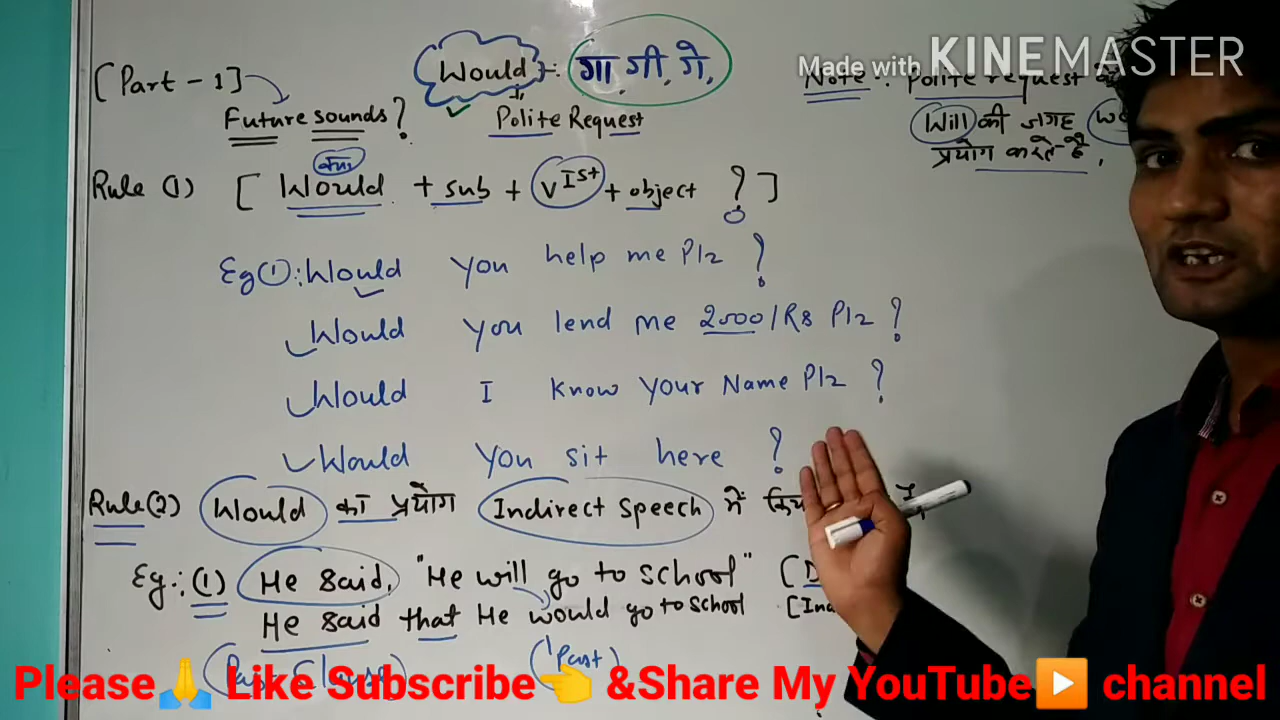 Made with KINEMASTER
[Part - 1]
Would :- गा, गी, गे,
Note : Polite request
Future sounds ?
Polite Request
Will की जगह
प्रयोग करते है,
क्या
Rule (1) [ Would + sub + V Ist + object ? ]
Eg (1): Would you help me Plz ?
Would you lend me 2000/Rs Plz ?
Would I know your Name Plz ?
Would you sit here ?
Rule (2) Would का प्रयोग Indirect Speech में
Eg: (1) He said, "He will go to school"
He said that He would go to school
Past
Please🙏 Like Subscribe👈 &Share My YouTube▶️ channel